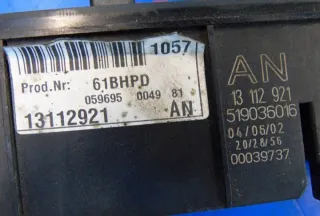 1057
Prod.Nr: 61BHPD
059695 0049 81
13112921 AN
AN
13 112 921
519036016
04/06/02
20/28/56
00039737